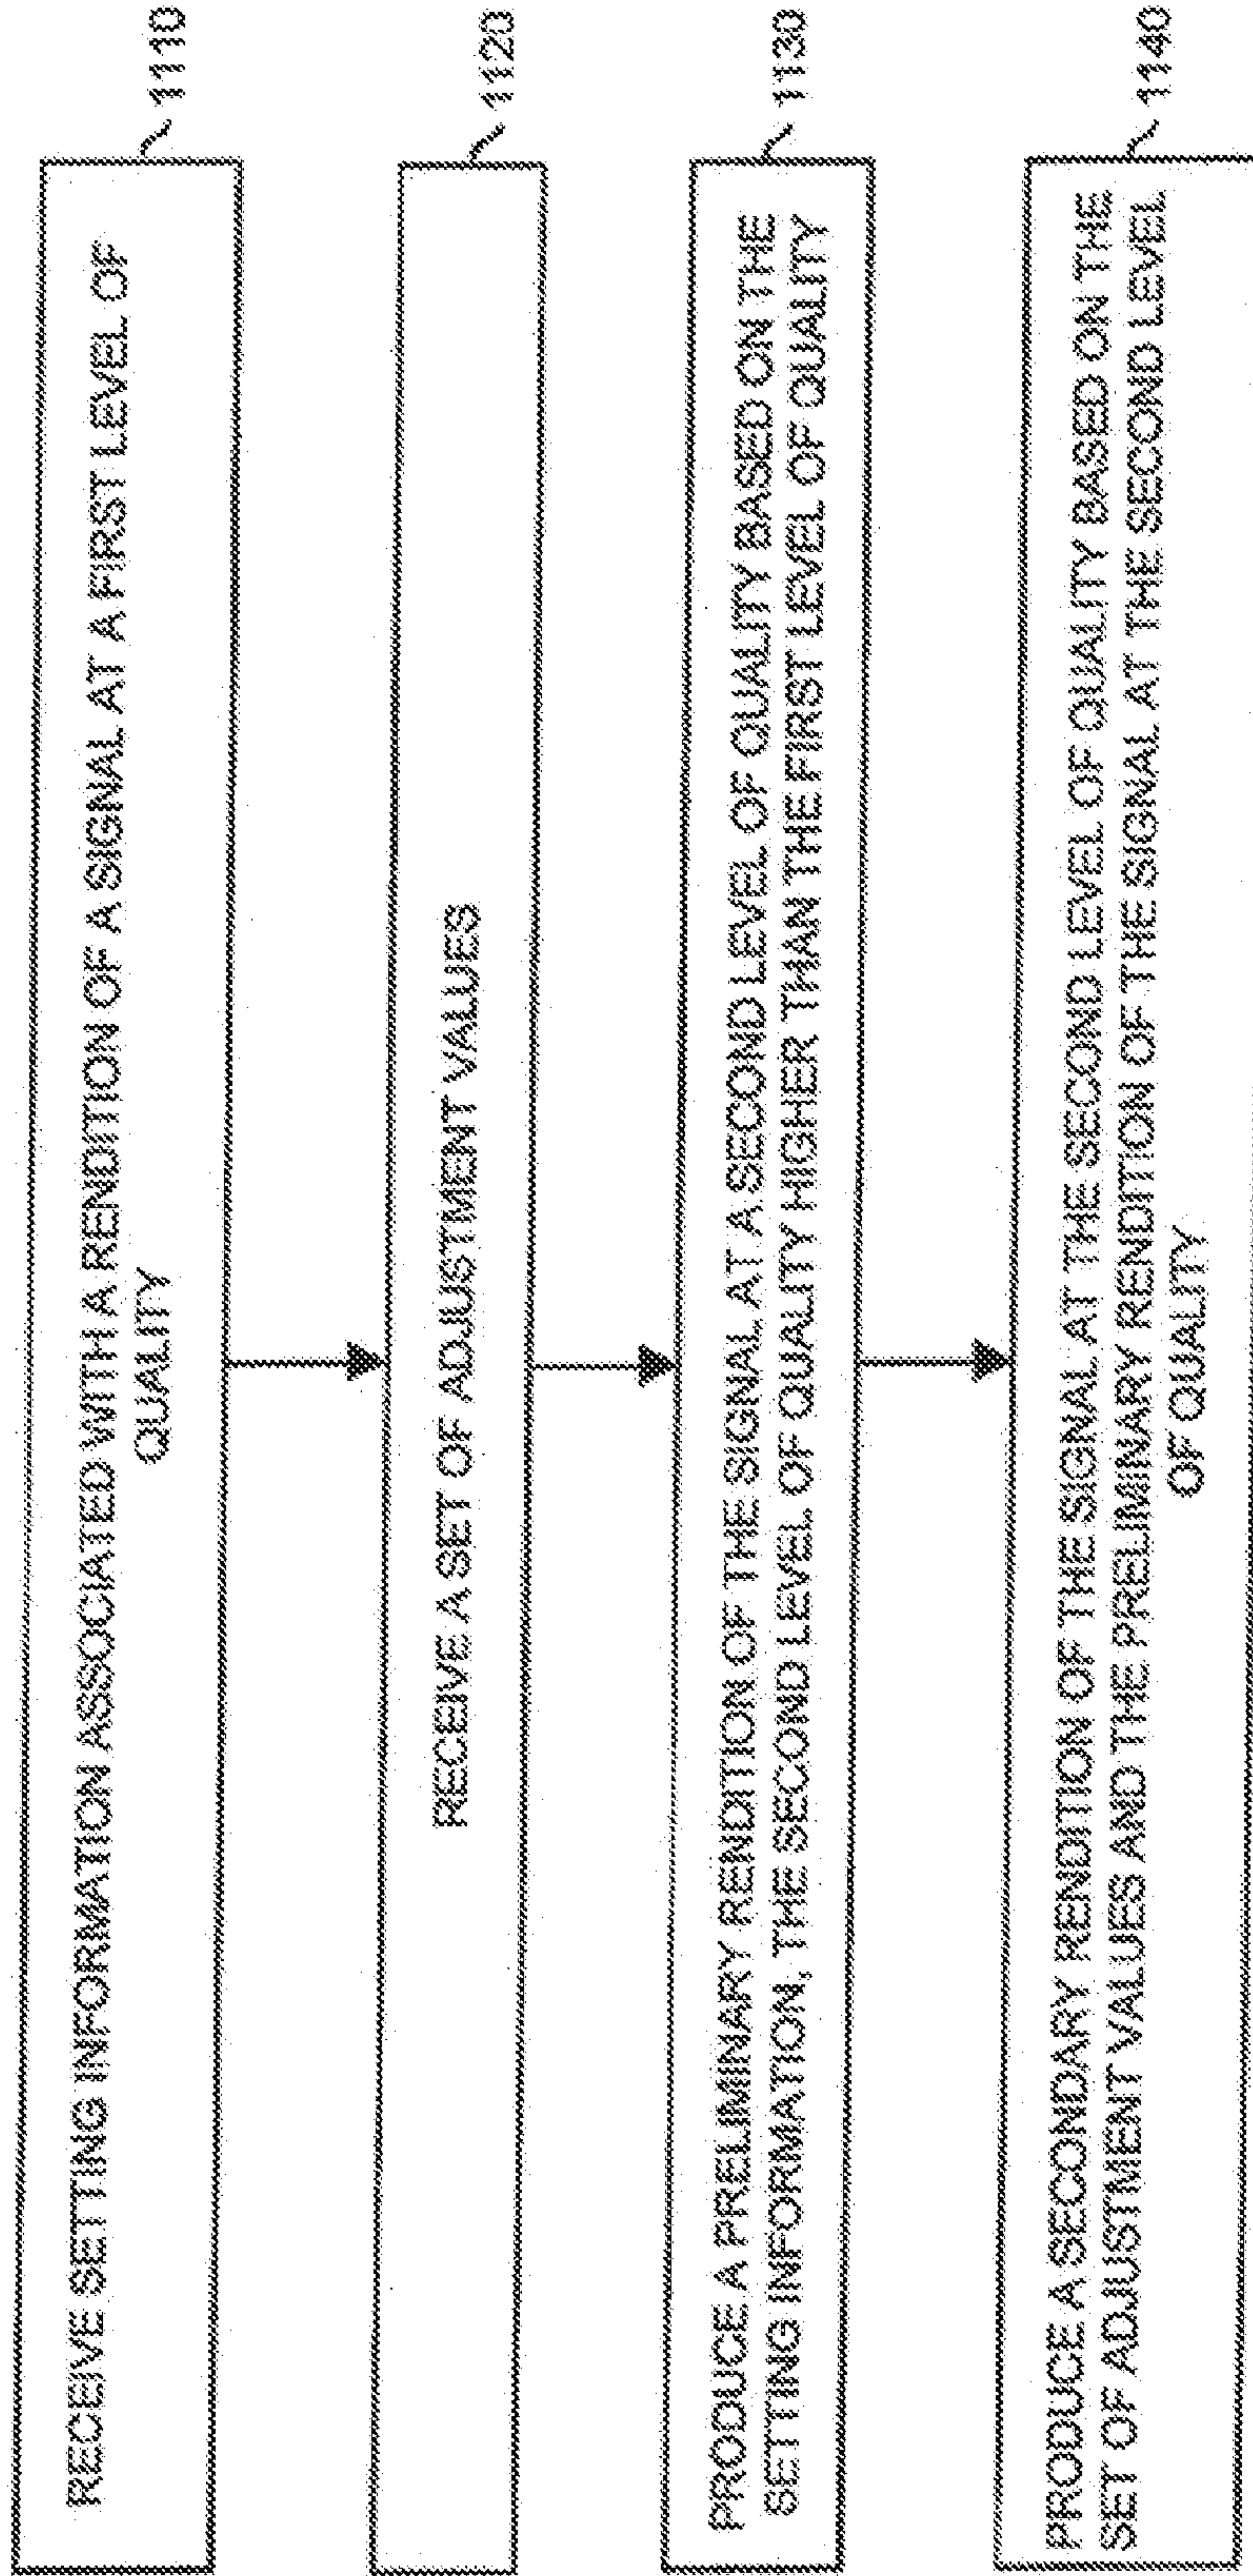 RECEIVE SETTING INFORMATION ASSOCIATED WITH A RENDITION OF A SIGNAL AT A FIRST LEVEL OF
QUALITY
1110
RECEIVE A SET OF ADJUSTMENT VALUES
1120
PRODUCE A PRELIMINARY RENDITION OF THE SIGNAL AT A SECOND LEVEL OF QUALITY BASED ON THE
SETTING INFORMATION, THE SECOND LEVEL OF QUALITY HIGHER THAN THE FIRST LEVEL OF QUALITY
1130
PRODUCE A SECONDARY RENDITION OF THE SIGNAL AT THE SECOND LEVEL OF QUALITY BASED ON THE
SET OF ADJUSTMENT VALUES AND THE PRELIMINARY RENDITION OF THE SIGNAL AT THE SECOND LEVEL
OF QUALITY
1140